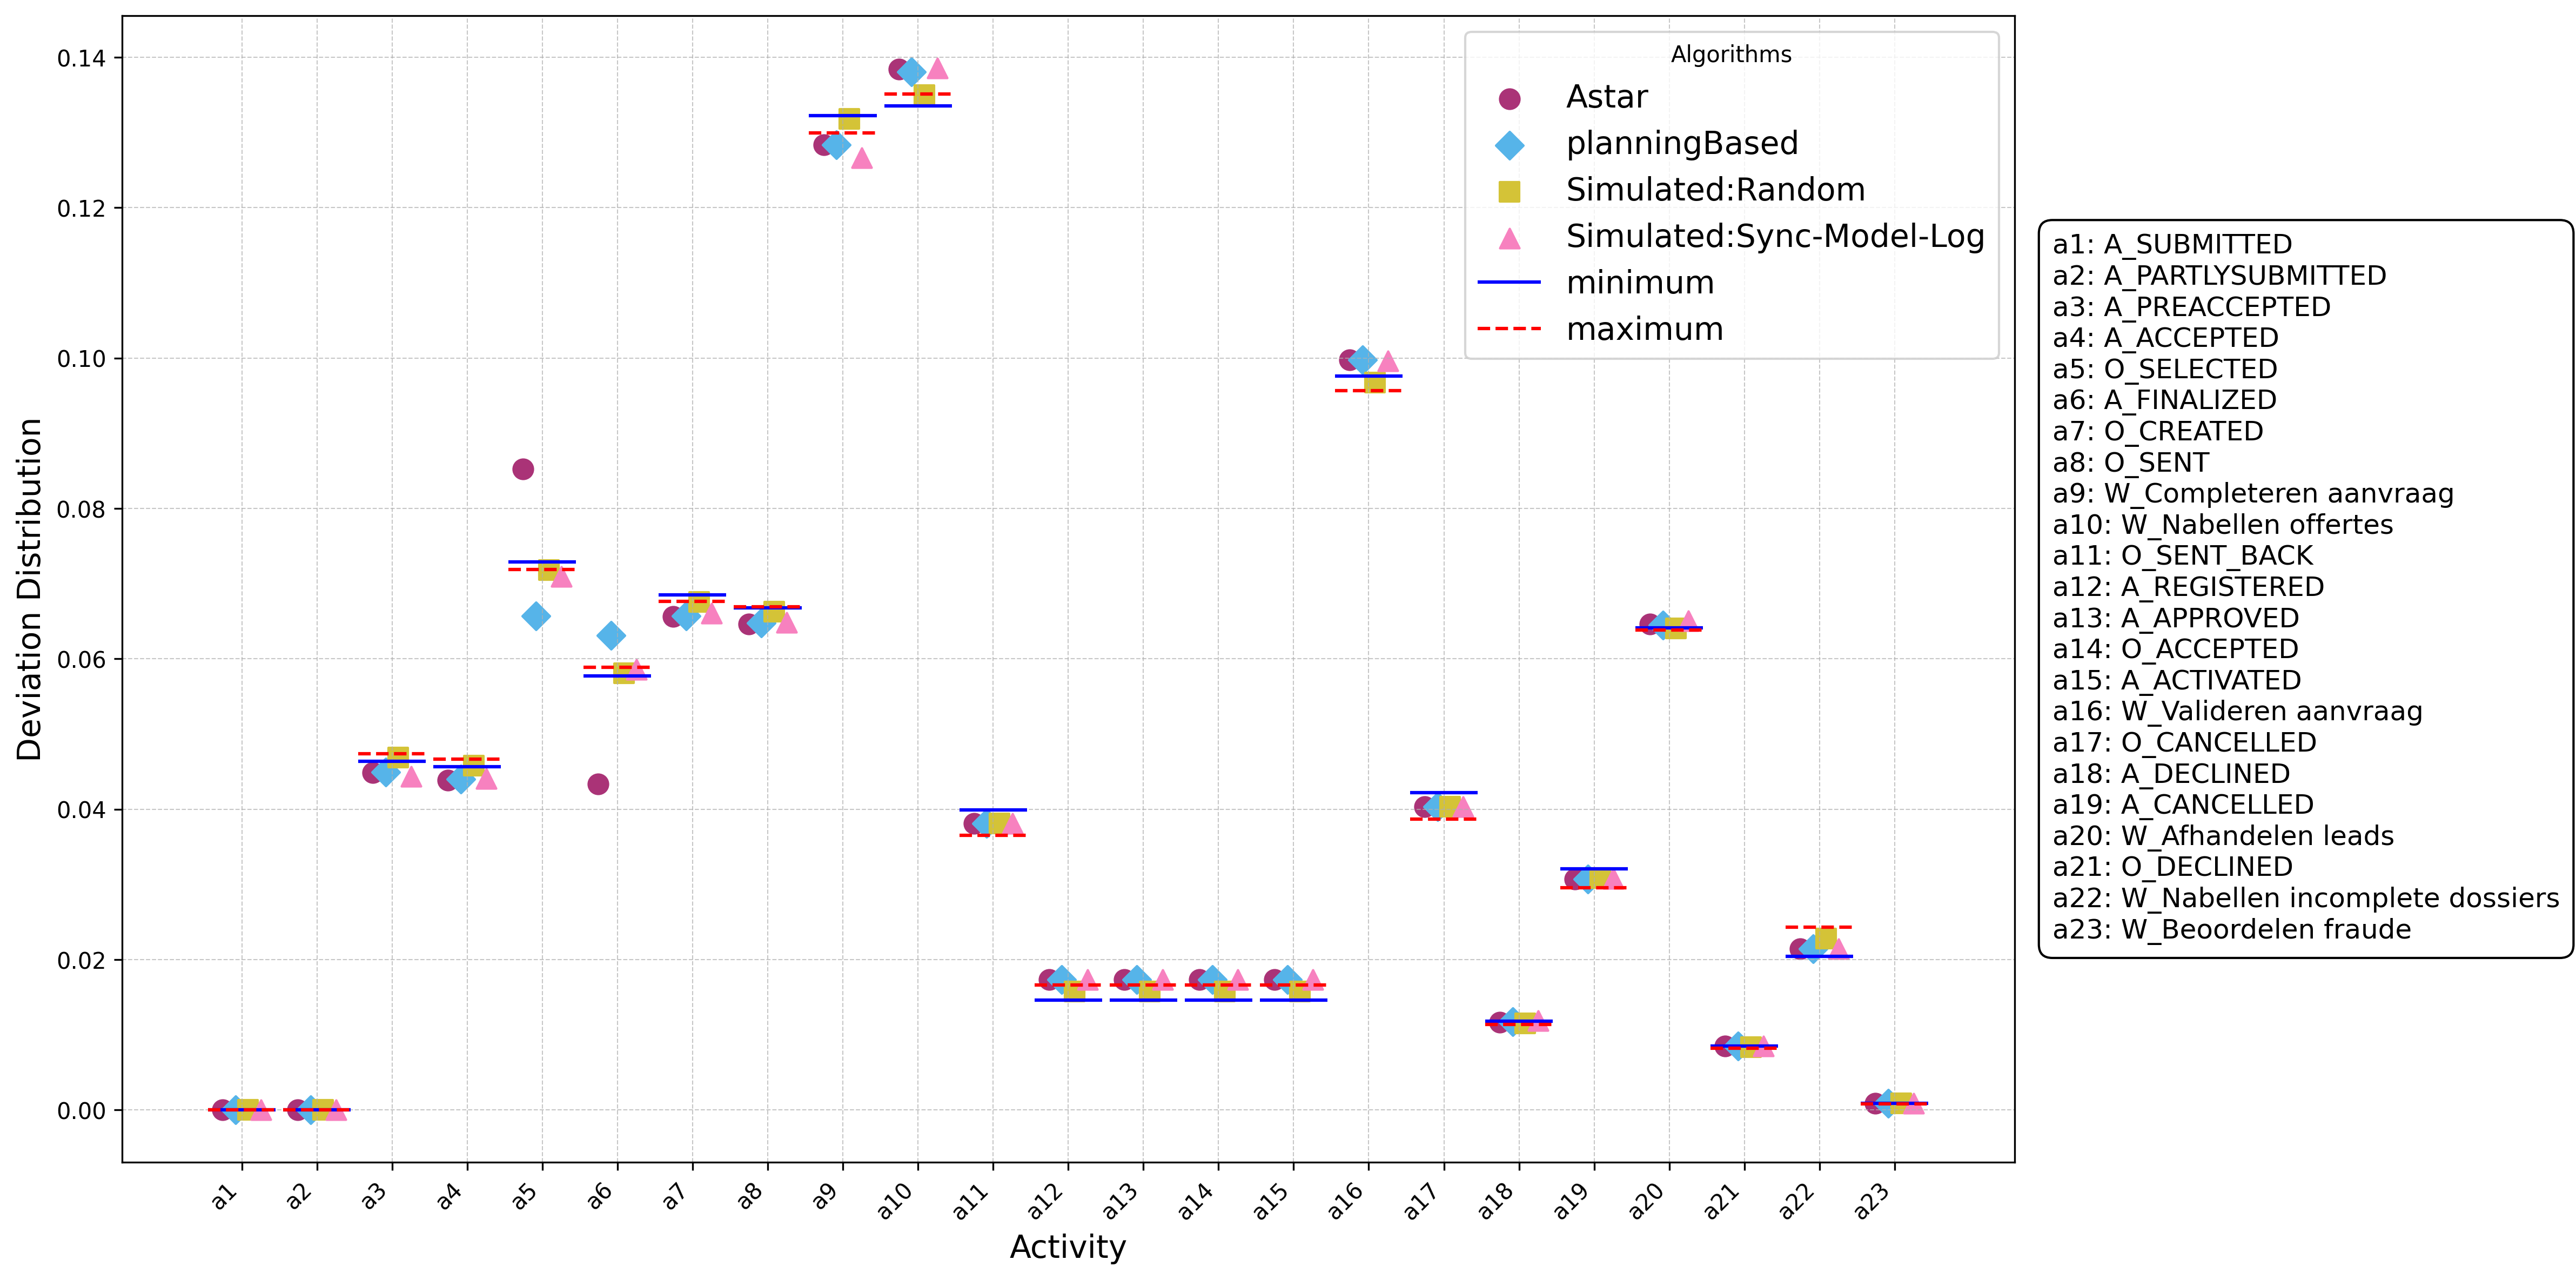 Deviation Distribution
0.14
0.12
0.10
0.08
0.06
0.04
0.02
0.00
a1
a2
a3
a4
a5
a6
a7
a8
a9
a10
a11
a12
a13
a14
a15
a16
a17
a18
a19
a20
a21
a22
a23
Activity
Algorithms
Astar
planningBased
Simulated:Random
Simulated:Sync-Model-Log
minimum
maximum
a1: A_SUBMITTED
a2: A_PARTLYSUBMITTED
a3: A_PREACCEPTED
a4: A_ACCEPTED
a5: O_SELECTED
a6: A_FINALIZED
a7: O_CREATED
a8: O_SENT
a9: W_Completeren aanvraag
a10: W_Nabellen offertes
a11: O_SENT_BACK
a12: A_REGISTERED
a13: A_APPROVED
a14: O_ACCEPTED
a15: A_ACTIVATED
a16: W_Valideren aanvraag
a17: O_CANCELLED
a18: A_DECLINED
a19: A_CANCELLED
a20: W_Afhandelen leads
a21: O_DECLINED
a22: W_Nabellen incomplete dossiers
a23: W_Beoordelen fraude